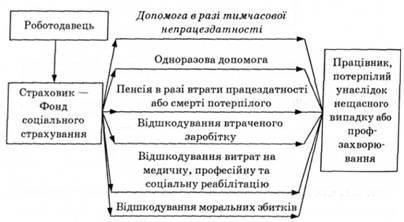 Роботодавець
Страховик —
Фонд
соціального
страхування
Допомога в разі тимчасової
непрацездатності
Одноразова допомога
Пенсія в разі втрати працездатності
або смерті потерпілого
Відшкодування втраченого
заробітку
Відшкодування витрат на
медичну, професійну та
соціальну реабілітацію
Відшкодування моральних збитків
Працівник,
потерпілий
унаслідок
нещасного
випадку або
проф-
захворю-
вання